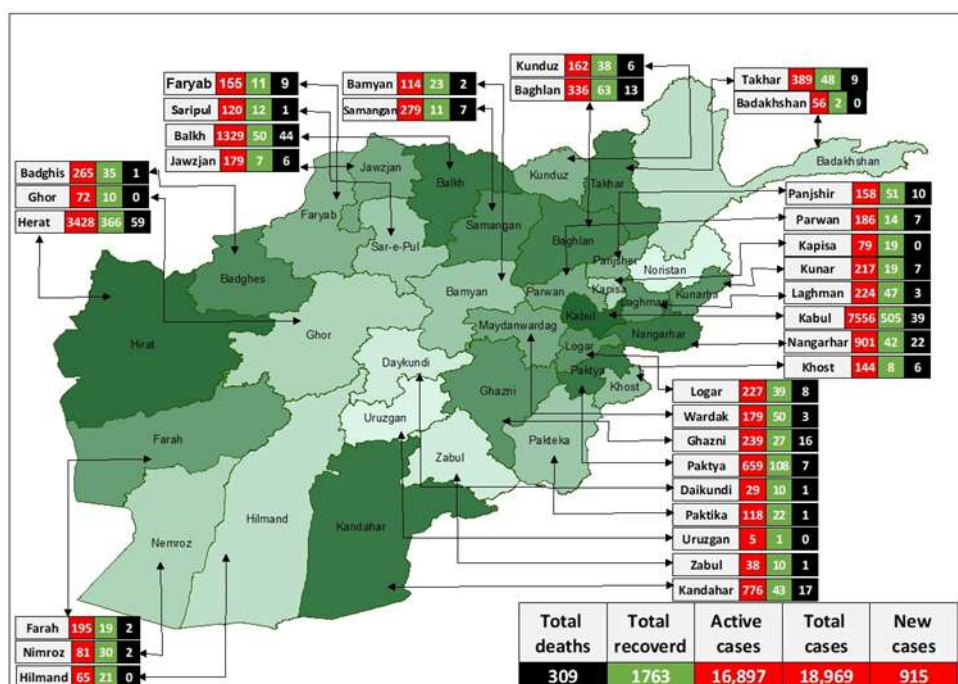 Faryab 155 11 9
Saripul 120 12 1
Balkh 1329 50 44
Jawzjan 179 7 6
Bamyan 114 23 2
Samangan 279 11 7
Kunduz 162 38 6
Baghlan 336 63 13
Takhar 389 48 9
Badakhshan 56 2 0
Badghis 265 35 1
Ghor 72 10 0
Herat 3428 366 59
Panjshir 158 51 10
Parwan 186 14 7
Kapisa 79 19 0
Kunar 217 19 7
Laghman 224 47 3
Kabul 7556 505 39
Nangarhar 901 42 22
Khost 144 8 6
Logar 227 39 8
Wardak 179 50 3
Ghazni 239 27 16
Paktya 659 108 7
Daikundi 29 10 1
Paktika 118 22 1
Uruzgan 5 1 0
Zabul 38 10 1
Kandahar 776 43 17
Farah 195 19 2
Nimroz 81 30 2
Hilmand 65 21 0
Badakhshan
Jawzjan
Balkh
Kunduz
Takhar
Faryab
Samangan
Baghlan
Sar-e-Pul
Panjsher
Noristan
Badghes
Bamyan
Parwan
Kapisa
Laghman
Kunarha
Kabul
Hirat
Ghor
Maydanwardag
Nangarhar
Logar
Daykundi
Paktya
Khost
Ghazni
Uruzgan
Farah
Pakteka
Zabul
Hilmand
Kandahar
Nemroz
Total deaths
Total recoverd
Active cases
Total cases
New cases
309 1763 16,897 18,969 915